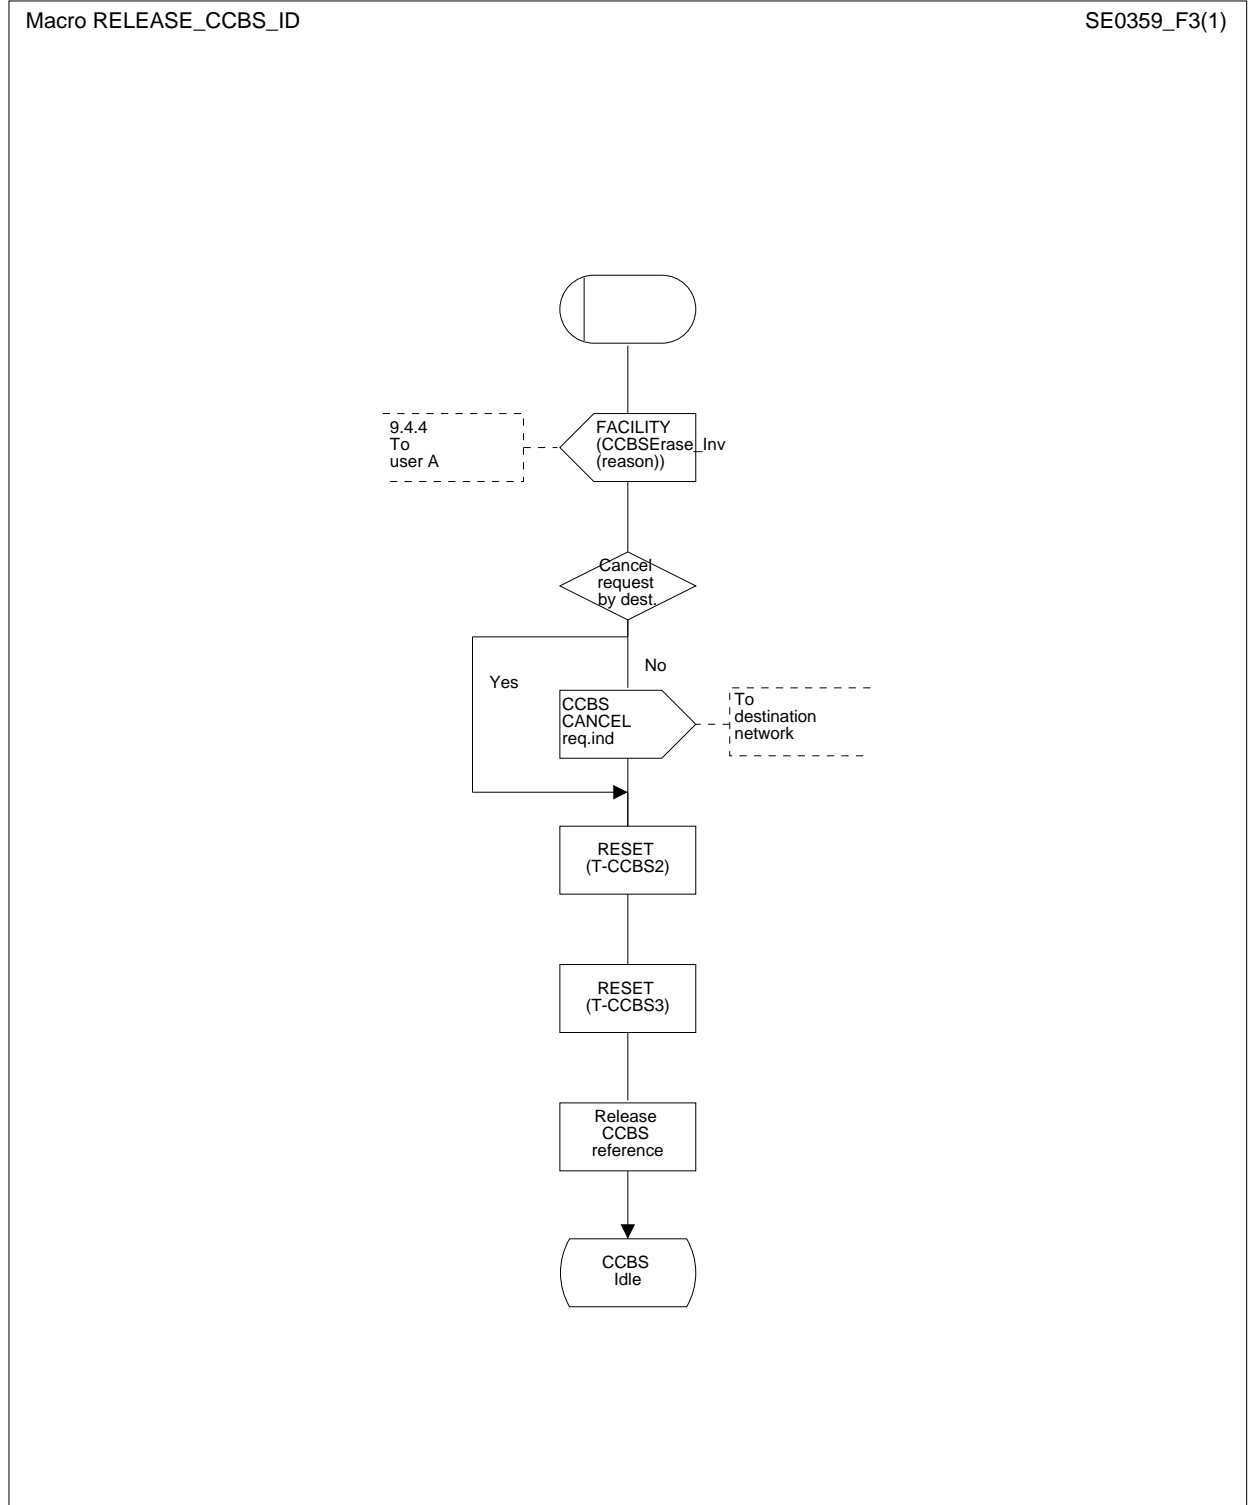 Macro RELEASE_CCBS_ID
SE0359_F3(1)
9.4.4
To
user A
FACILITY
(CCBSErase_Inv
(reason))
Cancel
request
by dest.
Yes
No
CCBS
CANCEL
req.ind
To
destination
network
RESET
(T-CCBS2)
RESET
(T-CCBS3)
Release
CCBS
reference
CCBS
Idle